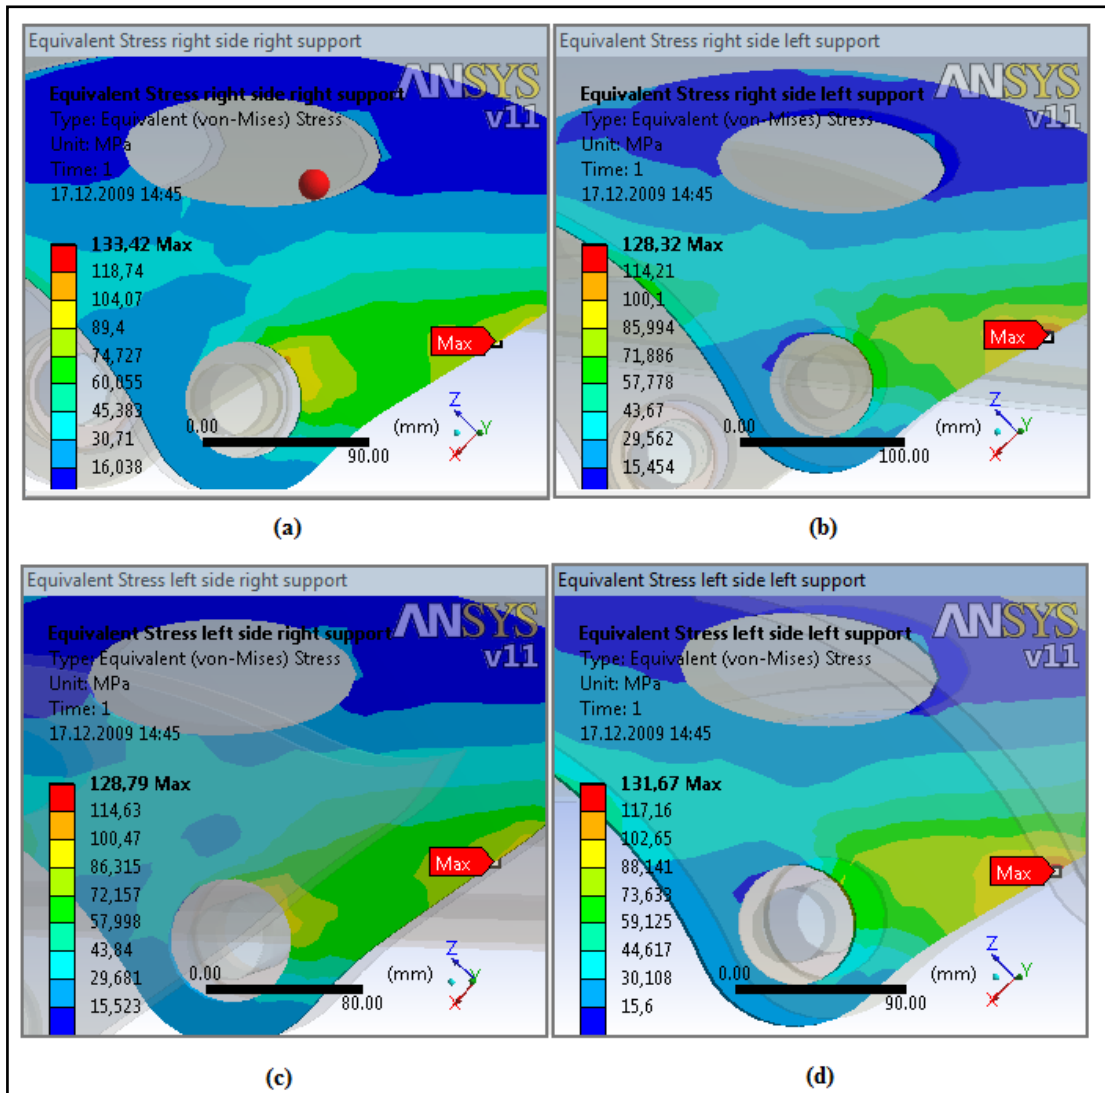 Equivalent Stress right side right support
ANSYS
v11
Equivalent Stress right side right support
Type: Equivalent (von-Mises) Stress
Unit: MPa
Time: 1
17.12.2009 14:45
133,42 Max
118,74
104,07
89,4
74,727
60,055
45,383
30,71
16,038
Max
0.00
90.00
(mm)
Z
Y
X
(a)
Equivalent Stress right side left support
ANSYS
v11
Equivalent Stress right side left support
Type: Equivalent (von-Mises) Stress
Unit: MPa
Time: 1
17.12.2009 14:45
128,32 Max
114,21
100,1
85,994
71,886
57,778
43,67
29,562
15,454
Max
0.00
100.00
(mm)
Z
Y
X
(b)
Equivalent Stress left side right support
ANSYS
v11
Equivalent Stress left side right support
Type: Equivalent (von-Mises) Stress
Unit: MPa
Time: 1
17.12.2009 14:45
128,79 Max
114,63
100,47
86,315
72,157
57,998
43,84
29,681
15,523
Max
0.00
80.00
(mm)
Z
Y
X
(c)
Equivalent Stress left side left support
ANSYS
v11
Equivalent Stress left side left support
Type: Equivalent (von-Mises) Stress
Unit: MPa
Time: 1
17.12.2009 14:45
131,67 Max
117,16
102,65
88,141
73,633
59,125
44,617
30,108
15,6
Max
0.00
90.00
(mm)
Z
Y
X
(d)